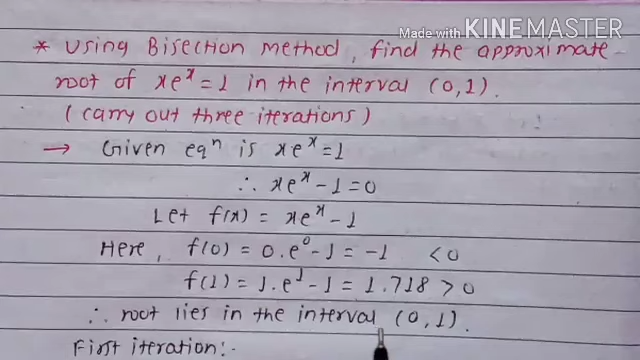 Made with KINEMASTER
* Using Bisection method, find the approximate
root of xe^x = 1 in the interval (0,1).
(carry out three iterations)
→ Given eq^n is xe^x = 1
∴ xe^x - 1 = 0
Let f(x) = xe^x - 1
Here, f(0) = 0.e^0 - 1 = -1 < 0
f(1) = 1.e^1 - 1 = 1.718 > 0
∴ root lies in the interval (0,1).
First iteration:-